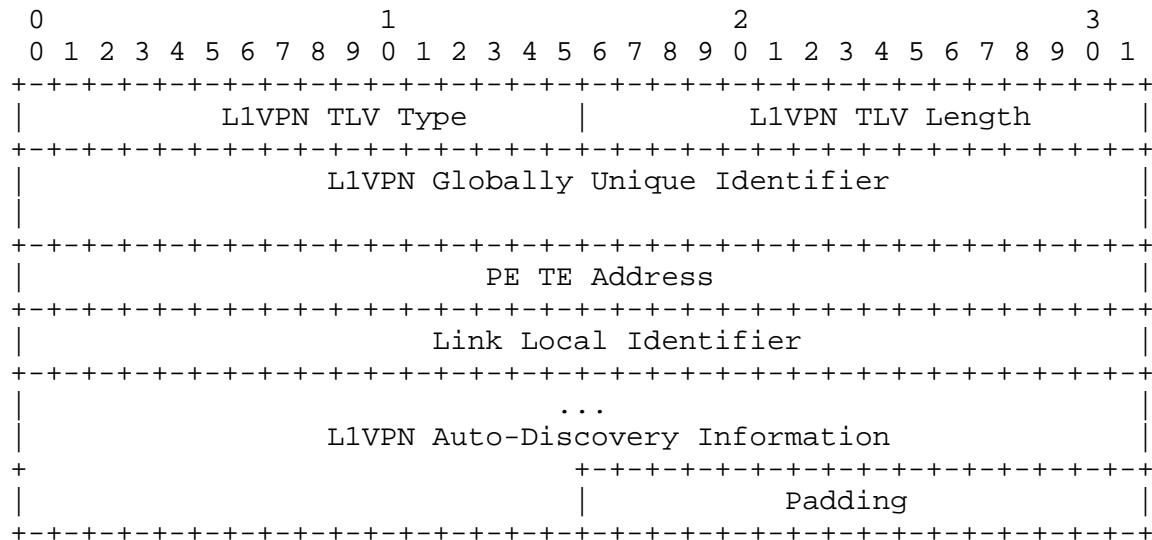 0                   1                   2                   3
 0 1 2 3 4 5 6 7 8 9 0 1 2 3 4 5 6 7 8 9 0 1 2 3 4 5 6 7 8 9 0 1
+-+-+-+-+-+-+-+-+-+-+-+-+-+-+-+-+-+-+-+-+-+-+-+-+-+-+-+-+-+-+-+-+
|           L1VPN TLV Type      |         L1VPN TLV Length      |
+-+-+-+-+-+-+-+-+-+-+-+-+-+-+-+-+-+-+-+-+-+-+-+-+-+-+-+-+-+-+-+-+
|                 L1VPN Globally Unique Identifier              |
|                                                               |
+-+-+-+-+-+-+-+-+-+-+-+-+-+-+-+-+-+-+-+-+-+-+-+-+-+-+-+-+-+-+-+-+
|                          PE TE Address                        |
+-+-+-+-+-+-+-+-+-+-+-+-+-+-+-+-+-+-+-+-+-+-+-+-+-+-+-+-+-+-+-+-+
|                       Link Local Identifier                   |
+-+-+-+-+-+-+-+-+-+-+-+-+-+-+-+-+-+-+-+-+-+-+-+-+-+-+-+-+-+-+-+-+
|                              ...                              |
|                 L1VPN Auto-Discovery Information              |
+                               +-+-+-+-+-+-+-+-+-+-+-+-+-+-+-+-+
|                               |           Padding             |
+-+-+-+-+-+-+-+-+-+-+-+-+-+-+-+-+-+-+-+-+-+-+-+-+-+-+-+-+-+-+-+-+